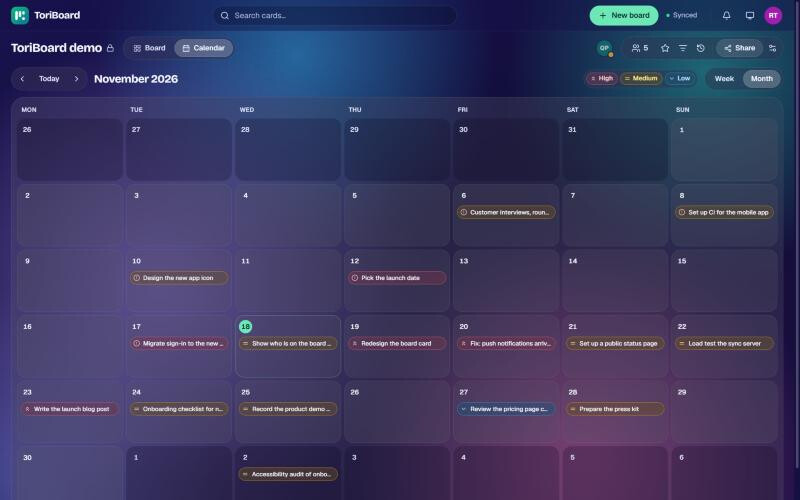 ToriBoard
Search cards...
New board
Synced
RT
ToriBoard demo
Board
Calendar
QP
5
Share
Today
November 2026
High
Medium
Low
Week
Month
MON TUE WED THU FRI SAT SUN
26 27 28 29 30 31 1
2 3 4 5 6 7 8
Customer interviews, roun...
Set up CI for the mobile app
9 10 11 12 13 14 15
Design the new app icon
Pick the launch date
16 17 18 19 20 21 22
Migrate sign-in to the new ...
Show who is on the board ...
Redesign the board card
Fix: push notifications arriv...
Set up a public status page
Load test the sync server
23 24 25 26 27 28 29
Write the launch blog post
Onboarding checklist for n...
Record the product demo ...
Review the pricing page c...
Prepare the press kit
30 1 2 3 4 5 6
Accessibility audit of onbo...